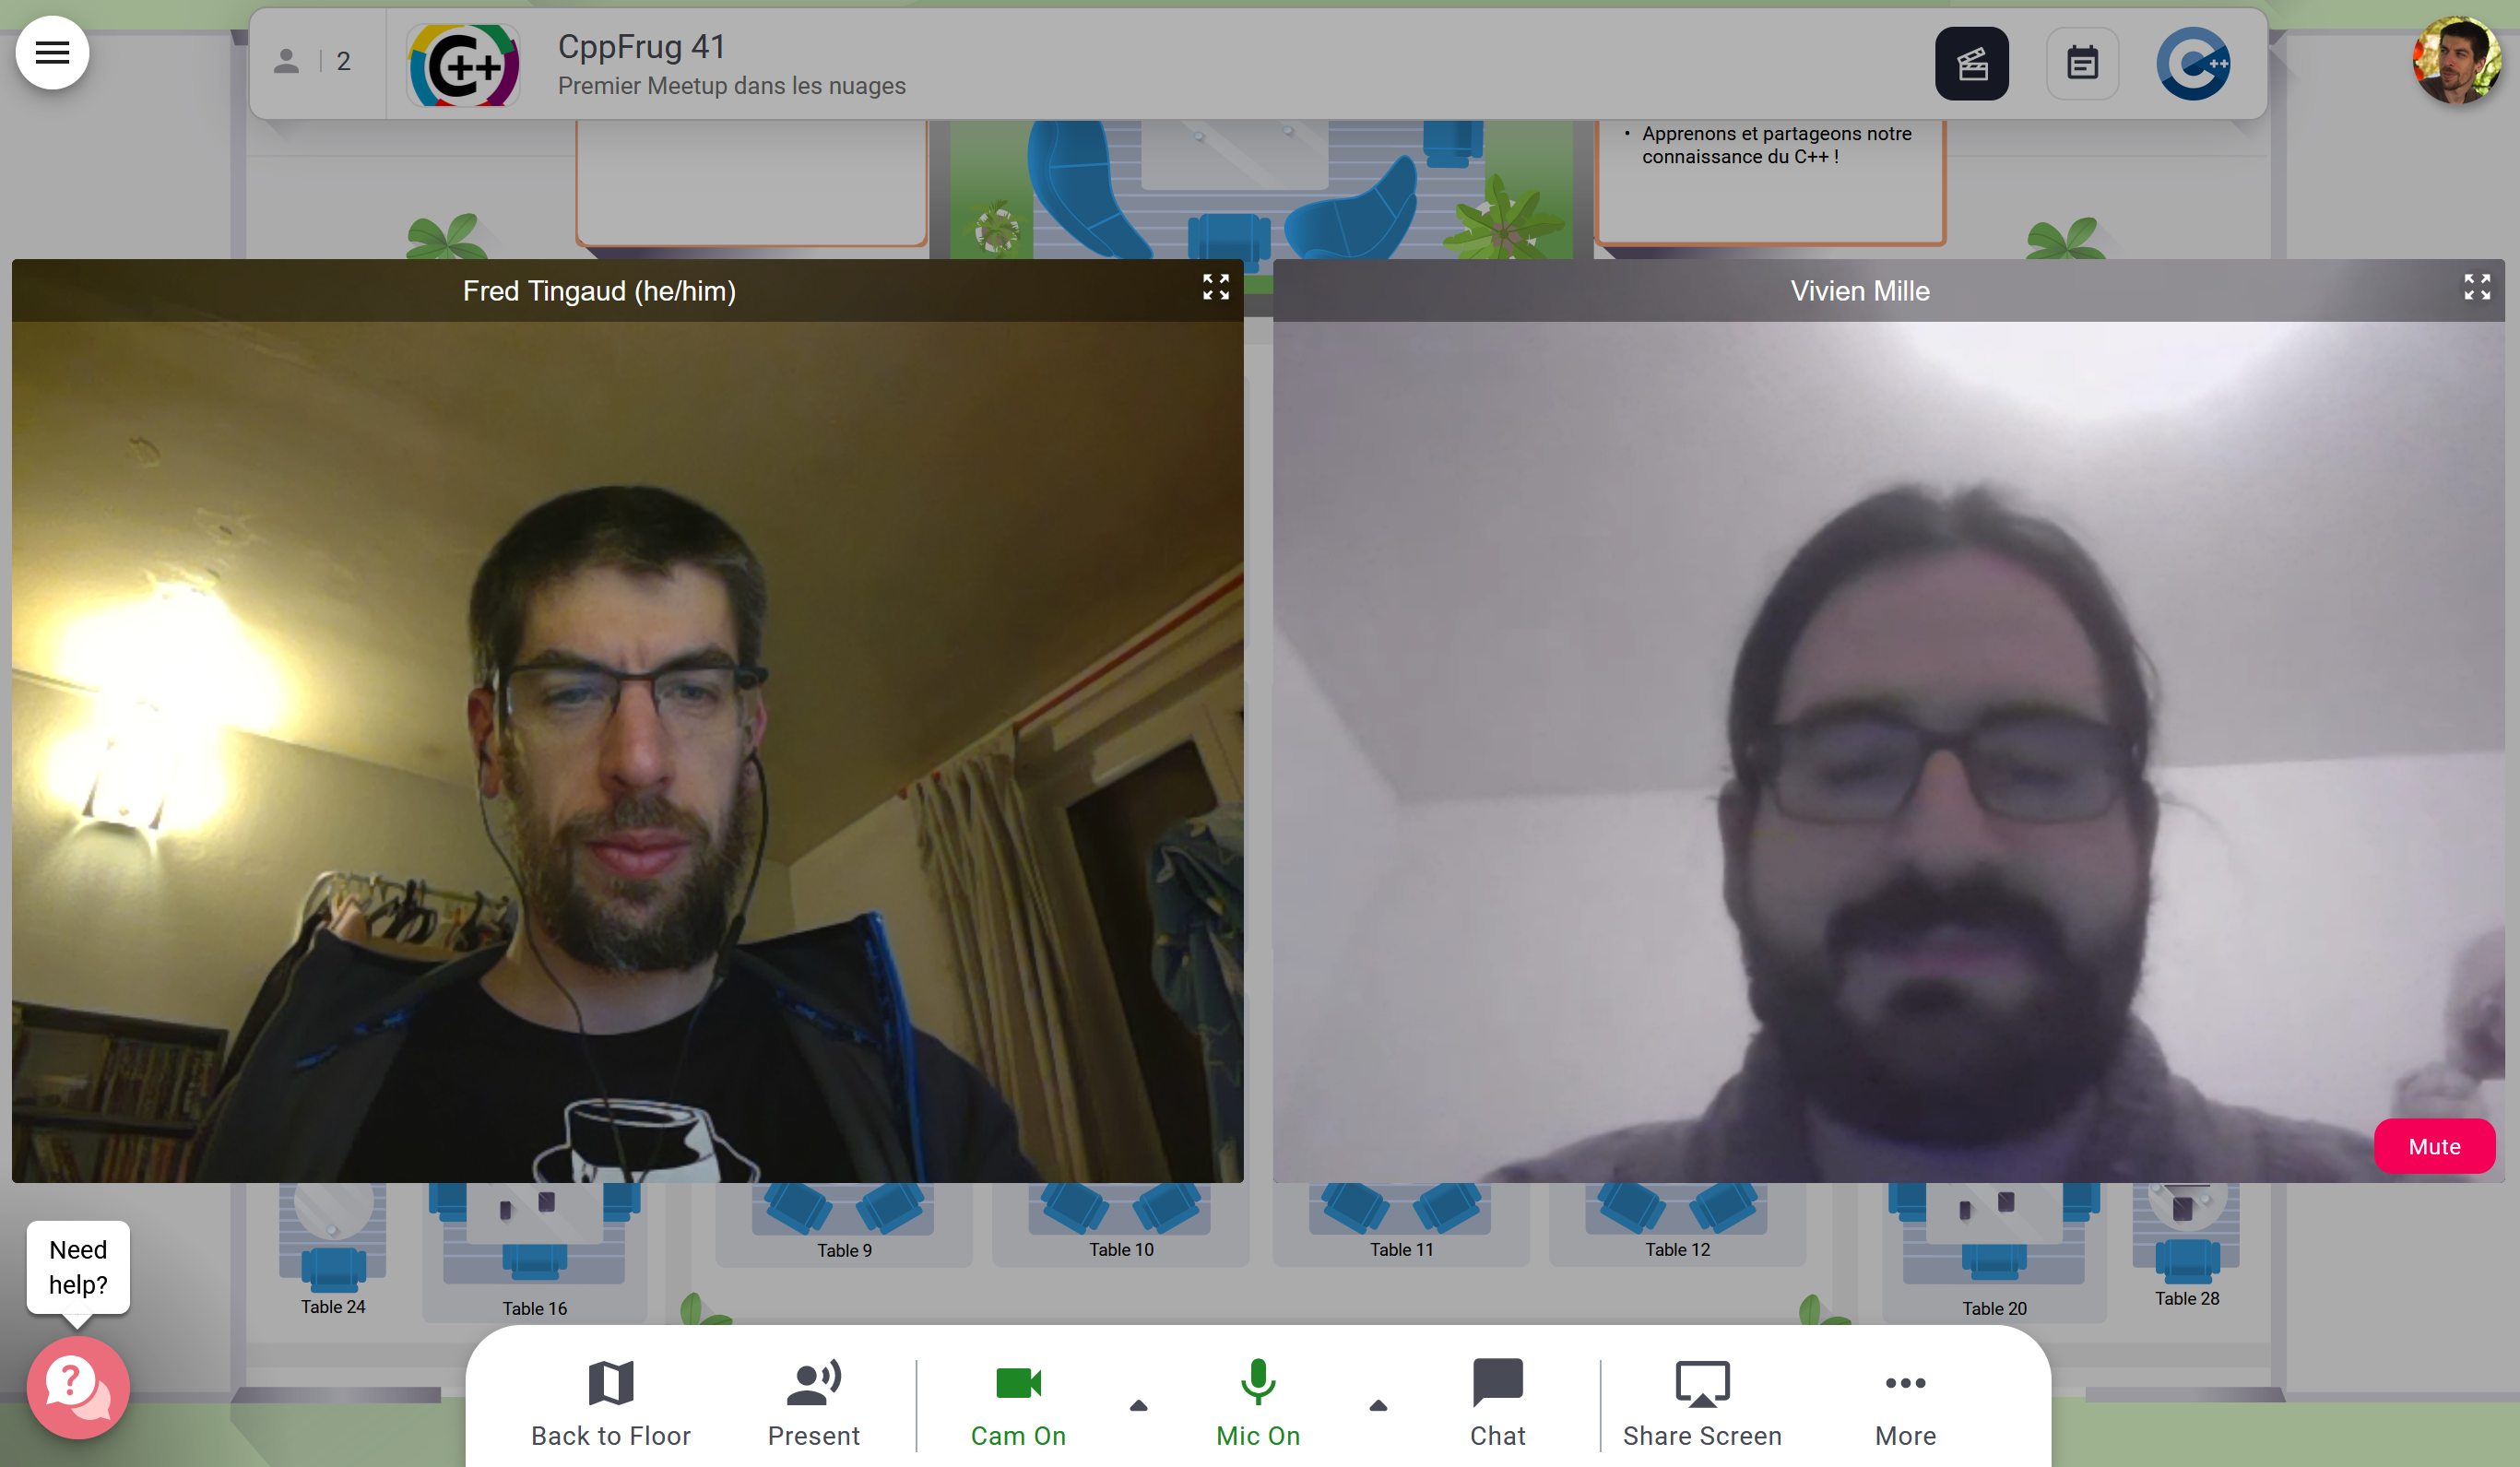 2
C++
CppFrug 41
Premier Meetup dans les nuages
C++
• Apprenons et partageons notre
connaissance du C++ !
Fred Tingaud (he/him)
Vivien Mille
Mute
Table 24
Table 16
Table 9
Table 10
Table 11
Table 12
Table 20
Table 28
Need
help?
?
Back to Floor
Present
Cam On
Mic On
Chat
Share Screen
More